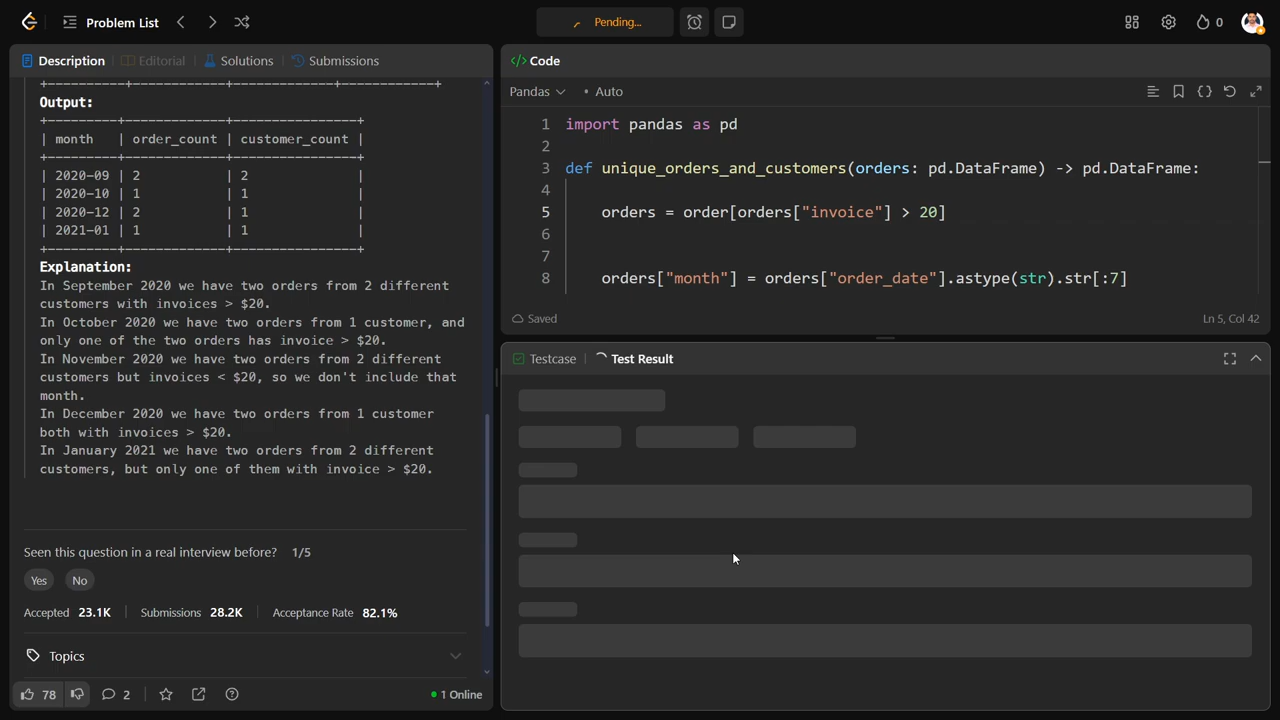 Problem List
Pending...
0
Description
Editorial
Solutions
Submissions
+---------+-------------+----------------+------------+
Output:
+---------+-------------+----------------+
| month   | order_count | customer_count |
+---------+-------------+----------------+
| 2020-09 | 2           | 2              |
| 2020-10 | 1           | 1              |
| 2020-12 | 2           | 1              |
| 2021-01 | 1           | 1              |
+---------+-------------+----------------+
Explanation:
In September 2020 we have two orders from 2 different
customers with invoices > $20.
In October 2020 we have two orders from 1 customer, and
only one of the two orders has invoice > $20.
In November 2020 we have two orders from 2 different
customers but invoices < $20, so we don't include that
month.
In December 2020 we have two orders from 1 customer
both with invoices > $20.
In January 2021 we have two orders from 2 different
customers, but only one of them with invoice > $20.
Seen this question in a real interview before? 1/5
Yes
No
Accepted 23.1K
Submissions 28.2K
Acceptance Rate 82.1%
Topics
78
2
1 Online
</> Code
Pandas
• Auto
1 import pandas as pd
2
3 def unique_orders_and_customers(orders: pd.DataFrame) -> pd.DataFrame:
4
5     orders = order[orders["invoice"] > 20]
6
7
8     orders["month"] = orders["order_date"].astype(str).str[:7]
Saved
Ln 5, Col 42
Testcase
Test Result